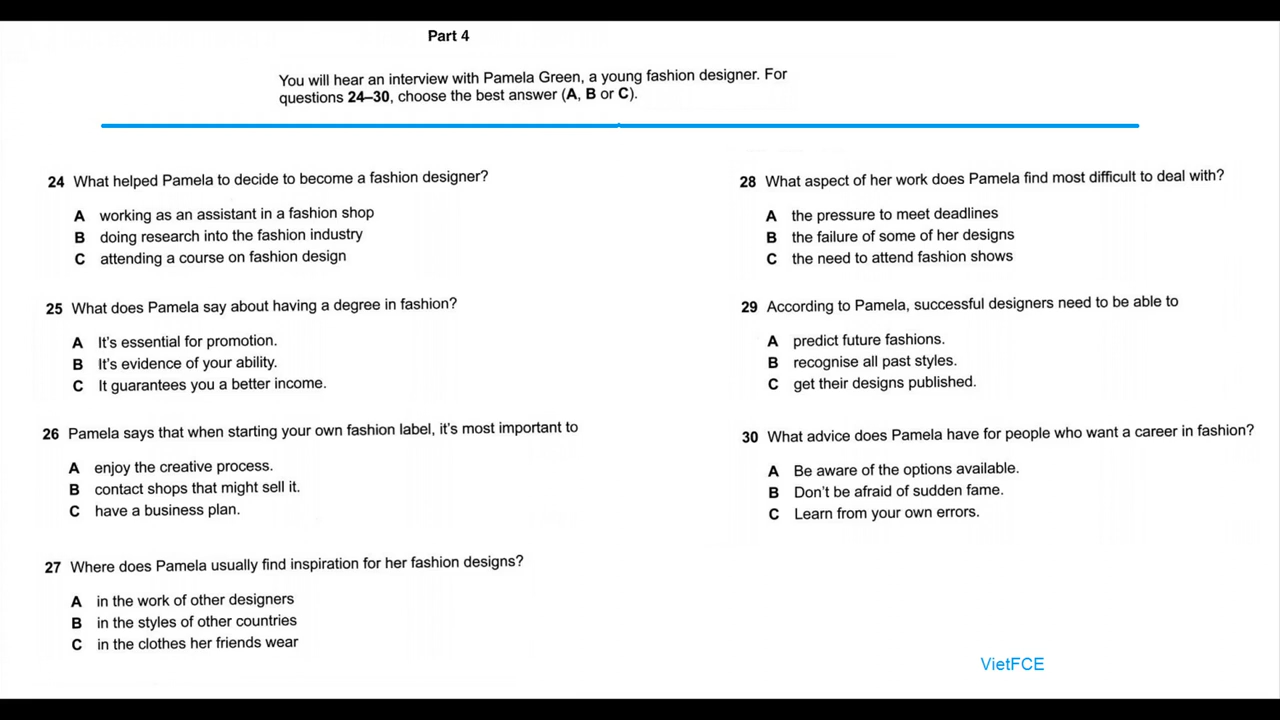 Part 4
You will hear an interview with Pamela Green, a young fashion designer. For
questions 24–30, choose the best answer (A, B or C).
24 What helped Pamela to decide to become a fashion designer?
A working as an assistant in a fashion shop
B doing research into the fashion industry
C attending a course on fashion design
25 What does Pamela say about having a degree in fashion?
A It's essential for promotion.
B It's evidence of your ability.
C It guarantees you a better income.
26 Pamela says that when starting your own fashion label, it's most important to
A enjoy the creative process.
B contact shops that might sell it.
C have a business plan.
27 Where does Pamela usually find inspiration for her fashion designs?
A in the work of other designers
B in the styles of other countries
C in the clothes her friends wear
28 What aspect of her work does Pamela find most difficult to deal with?
A the pressure to meet deadlines
B the failure of some of her designs
C the need to attend fashion shows
29 According to Pamela, successful designers need to be able to
A predict future fashions.
B recognise all past styles.
C get their designs published.
30 What advice does Pamela have for people who want a career in fashion?
A Be aware of the options available.
B Don't be afraid of sudden fame.
C Learn from your own errors.
VietFCE